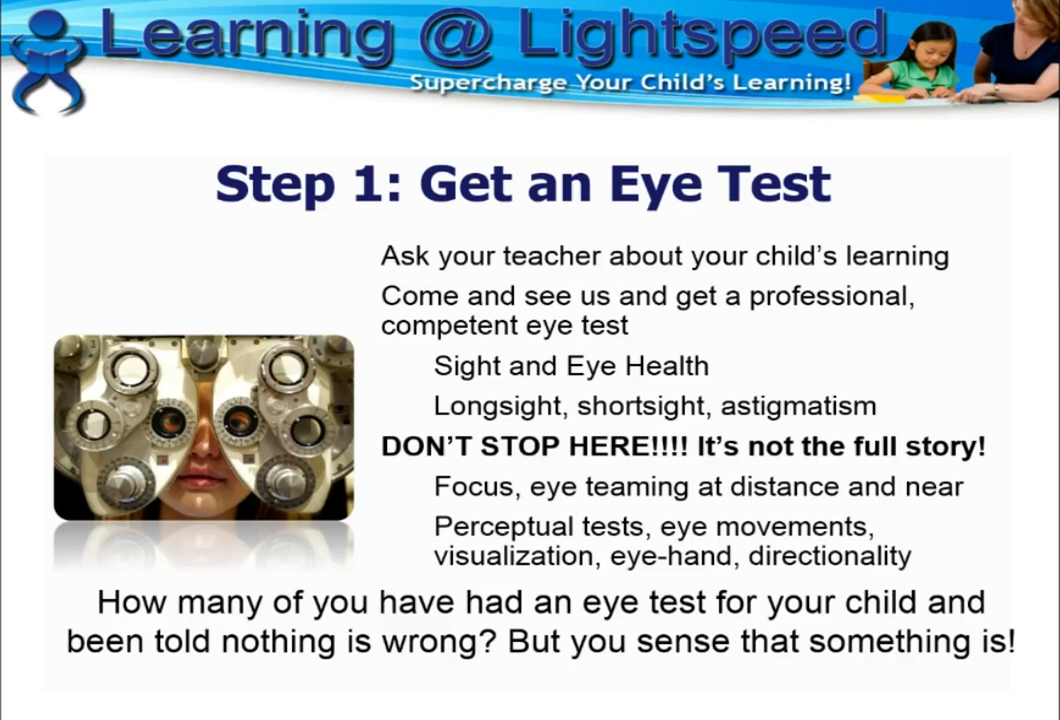 Learning @ Lightspeed
Supercharge Your Child's Learning!
Step 1: Get an Eye Test
Ask your teacher about your child's learning
Come and see us and get a professional,
competent eye test
Sight and Eye Health
Longsight, shortsight, astigmatism
DON'T STOP HERE!!!! It's not the full story!
Focus, eye teaming at distance and near
Perceptual tests, eye movements,
visualization, eye-hand, directionality
How many of you have had an eye test for your child and
been told nothing is wrong? But you sense that something is!